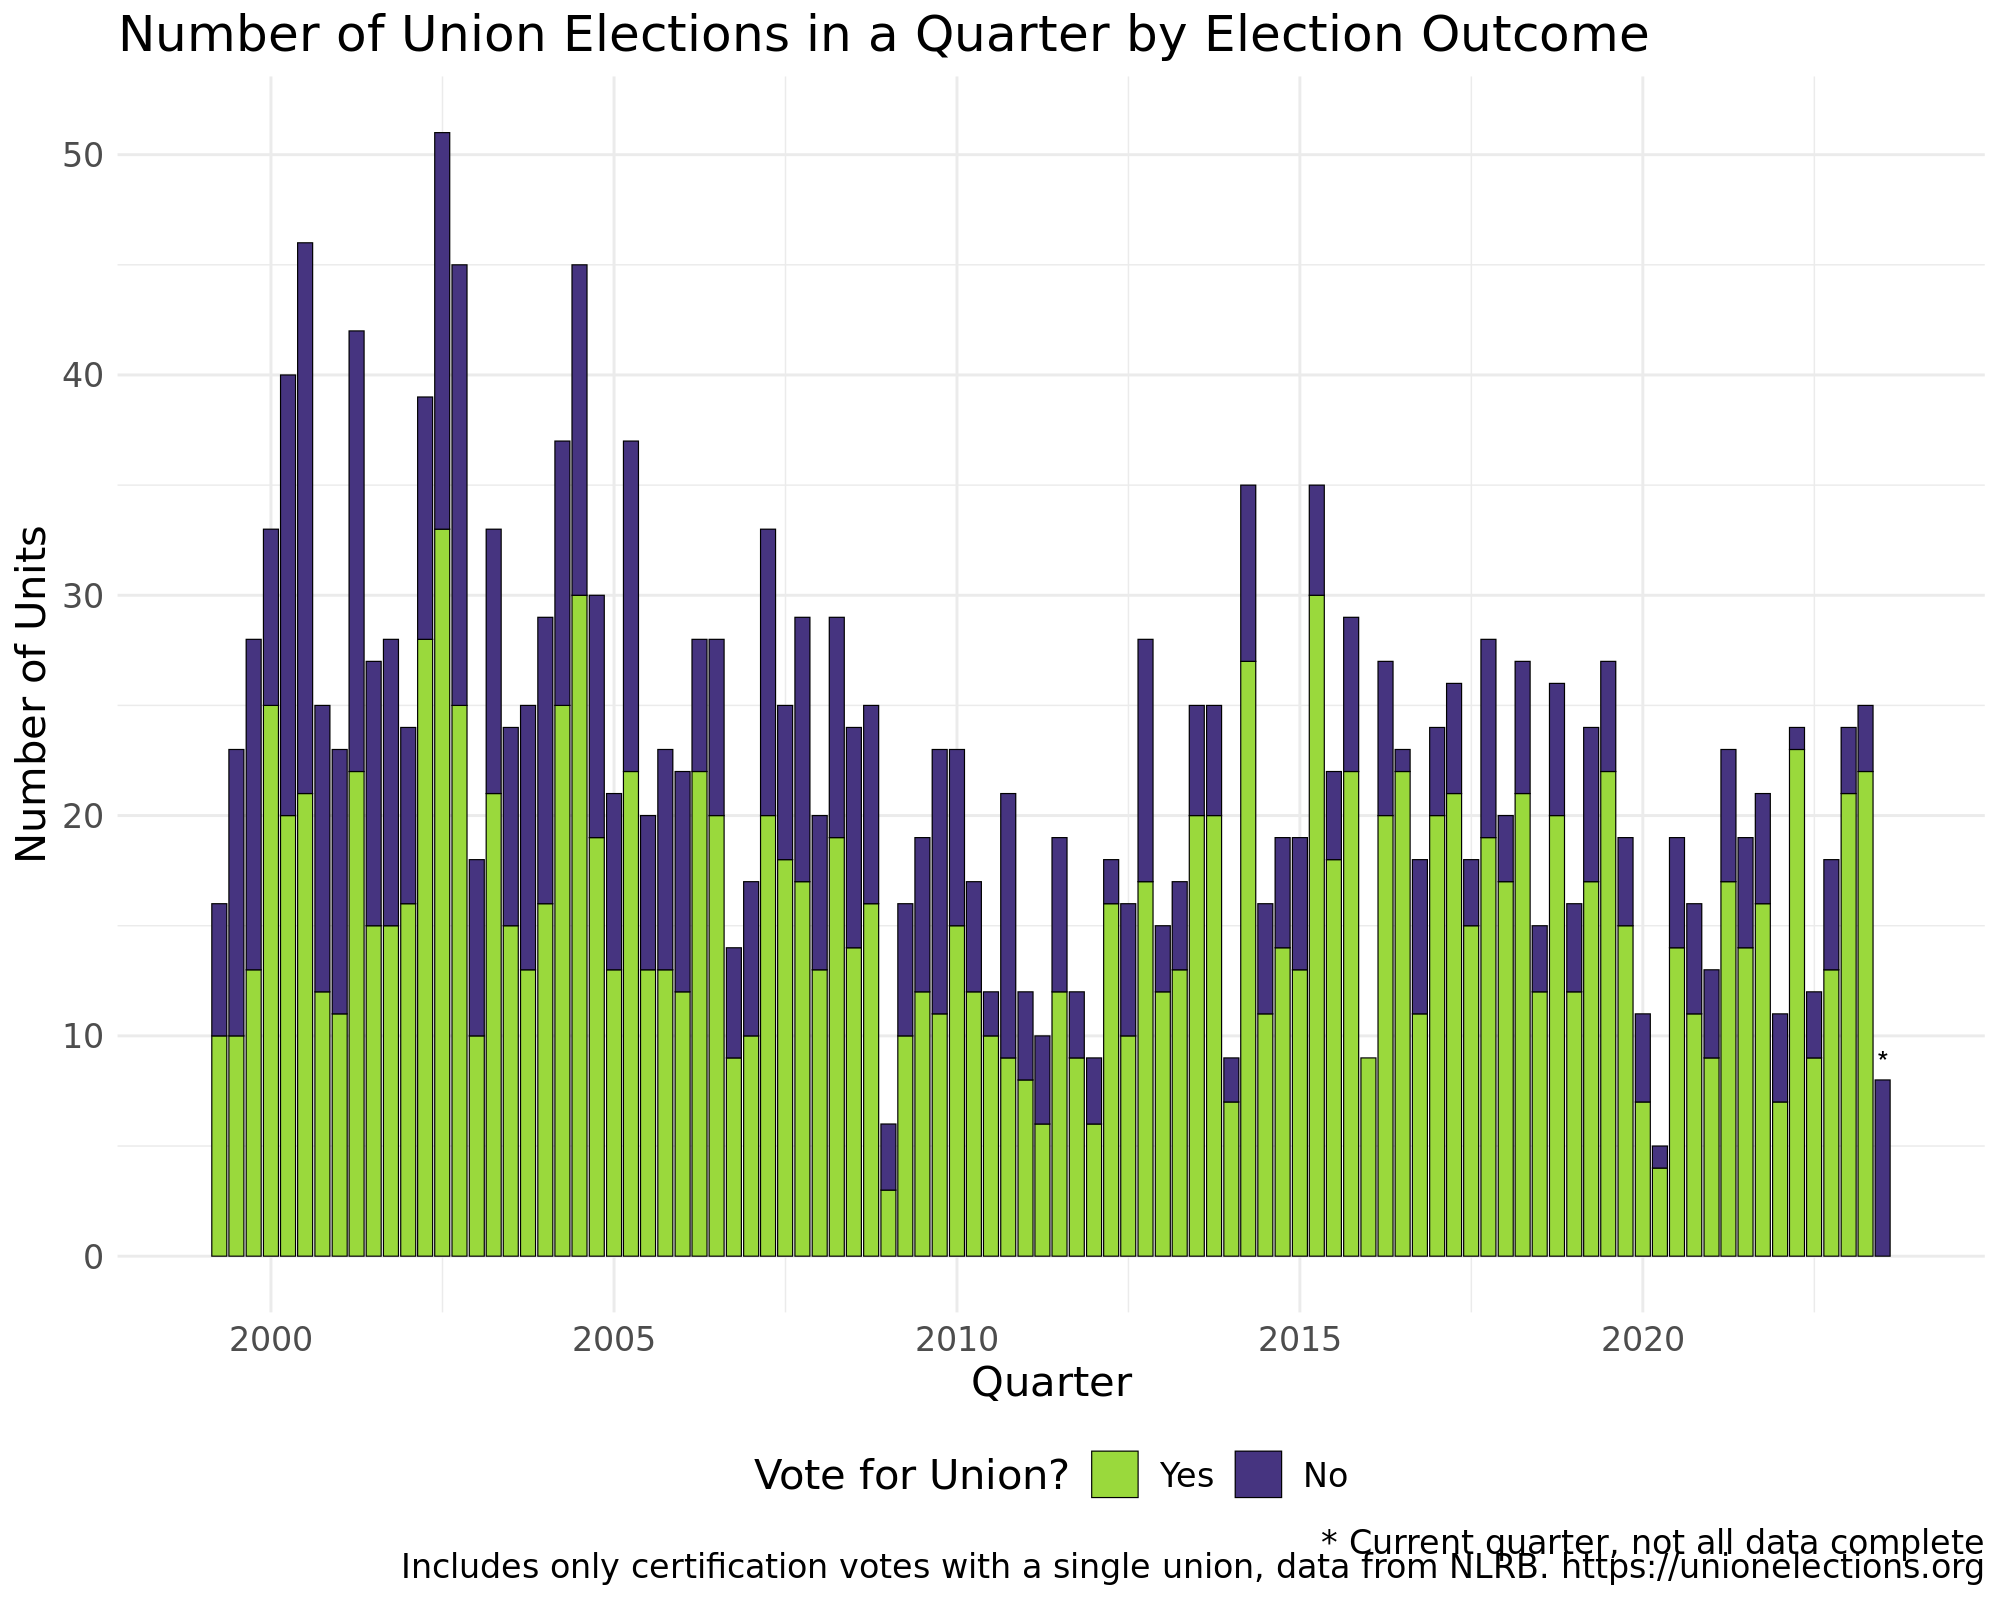 Number of Union Elections in a Quarter by Election Outcome
Number of Units
50
40
30
20
10
0
*
2000 2005 2010 2015 2020
Quarter
Vote for Union? Yes No
* Current quarter, not all data complete
Includes only certification votes with a single union, data from NLRB. https://unionelections.org